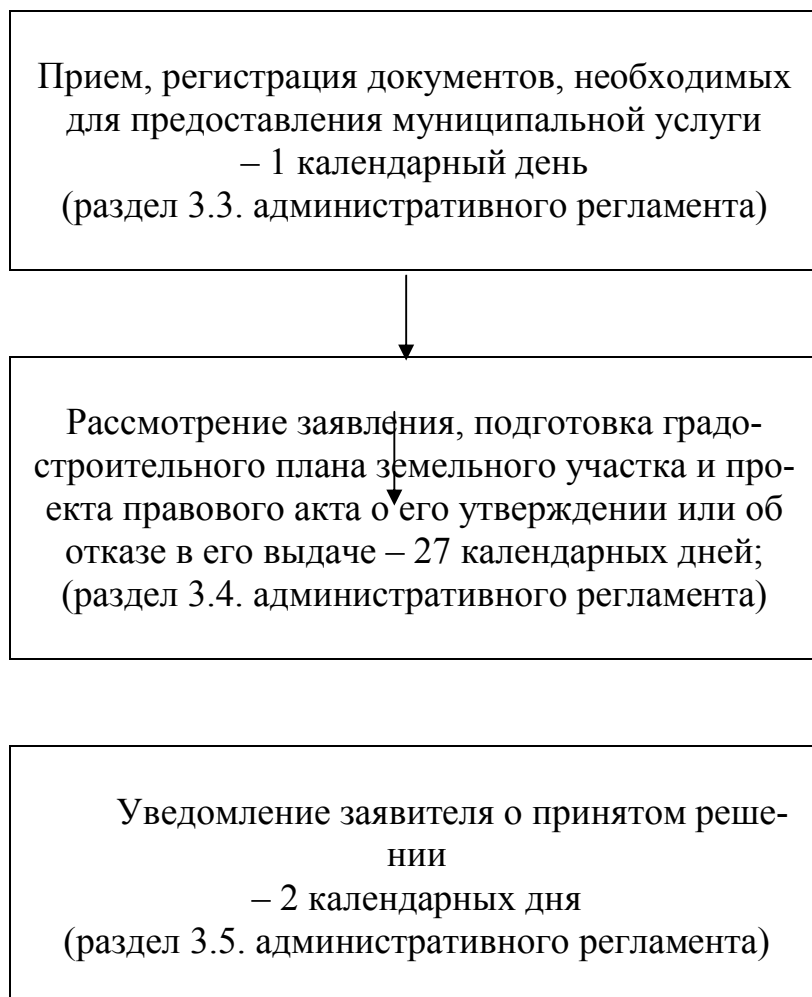 Прием, регистрация документов, необходимых
для предоставления муниципальной услуги
– 1 календарный день
(раздел 3.3. административного регламента)
Рассмотрение заявления, подготовка градо-
строительного плана земельного участка и про-
екта правового акта о его утверждении или об
отказе в его выдаче – 27 календарных дней;
(раздел 3.4. административного регламента)
Уведомление заявителя о принятом реше-
нии
– 2 календарных дня
(раздел 3.5. административного регламента)